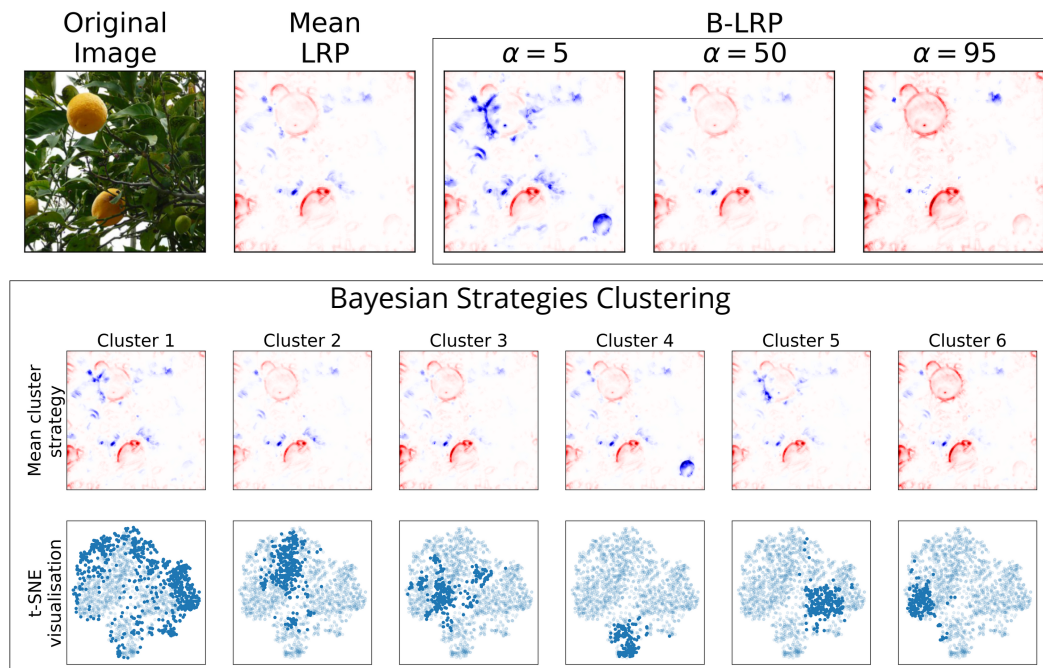 Original
Image
Mean
LRP
B-LRP
α = 5
α = 50
α = 95
Bayesian Strategies Clustering
Cluster 1
Cluster 2
Cluster 3
Cluster 4
Cluster 5
Cluster 6
Mean cluster
strategy
t-SNE
visualisation